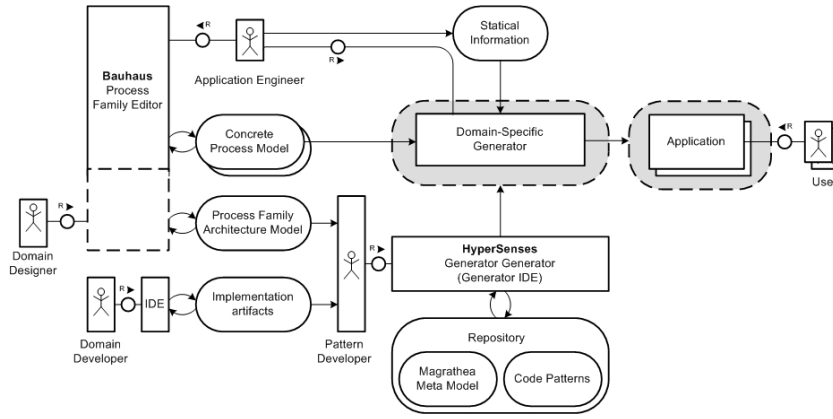 R
R
Statical
Information
Bauhaus
Process
Family Editor
Application Engineer
Concrete
Process Model
Domain-Specific
Generator
Application
R
User
R
Domain
Designer
Process Family
Architecture Model
R
HyperSenses
Generator Generator
(Generator IDE)
R
IDE
Domain
Developer
Implementation
artifacts
Pattern
Developer
Repository
Magrathea
Meta Model
Code Patterns